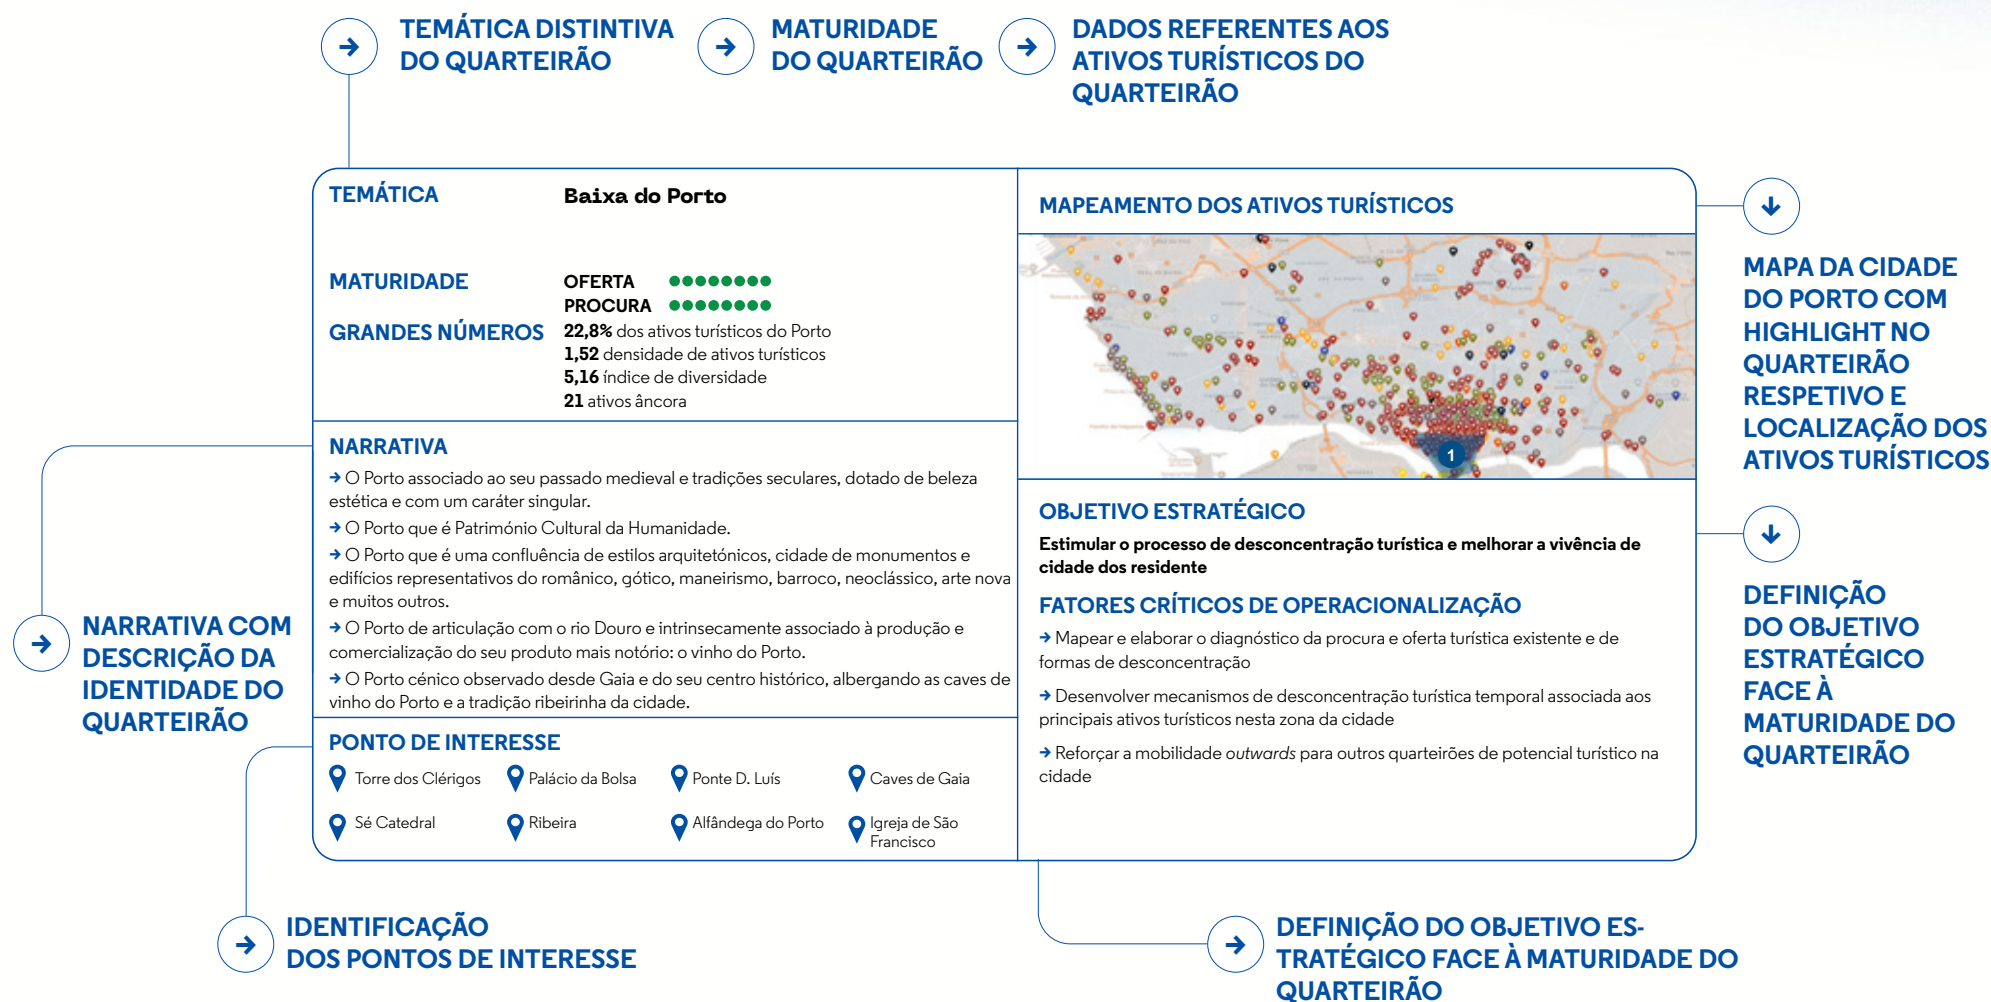 TEMÁTICA DISTINTIVA
DO QUARTEIRÃO
MATURIDADE
DO QUARTEIRÃO
DADOS REFERENTES AOS
ATIVOS TURÍSTICOS DO
QUARTEIRÃO
TEMÁTICA
Baixa do Porto
MATURIDADE
OFERTA
PROCURA
GRANDES NÚMEROS
22,8% dos ativos turísticos do Porto
1,52 densidade de ativos turísticos
5,16 índice de diversidade
21 ativos âncora
NARRATIVA
→ O Porto associado ao seu passado medieval e tradições seculares, dotado de beleza
estética e com um caráter singular.
→ O Porto que é Património Cultural da Humanidade.
→ O Porto que é uma confluência de estilos arquitetónicos, cidade de monumentos e
edifícios representativos do românico, gótico, maneirismo, barroco, neoclássico, arte nova
e muitos outros.
→ O Porto de articulação com o rio Douro e intrinsecamente associado à produção e
comercialização do seu produto mais notório: o vinho do Porto.
→ O Porto cénico observado desde Gaia e do seu centro histórico, albergando as caves de
vinho do Porto e a tradição ribeirinha da cidade.
PONTO DE INTERESSE
Torre dos Clérigos
Palácio da Bolsa
Ponte D. Luís
Caves de Gaia
Sé Catedral
Ribeira
Alfândega do Porto
Igreja de São
Francisco
MAPEAMENTO DOS ATIVOS TURÍSTICOS
1
OBJETIVO ESTRATÉGICO
Estimular o processo de desconcentração turística e melhorar a vivência de
cidade dos residente
FATORES CRÍTICOS DE OPERACIONALIZAÇÃO
→ Mapear e elaborar o diagnóstico da procura e oferta turística existente e de
formas de desconcentração
→ Desenvolver mecanismos de desconcentração turística temporal associada aos
principais ativos turísticos nesta zona da cidade
→ Reforçar a mobilidade outwards para outros quarteirões de potencial turístico na
cidade
MAPA DA CIDADE
DO PORTO COM
HIGHLIGHT NO
QUARTEIRÃO
RESPETIVO E
LOCALIZAÇÃO DOS
ATIVOS TURÍSTICOS
DEFINIÇÃO
DO OBJETIVO
ESTRATÉGICO
FACE À
MATURIDADE DO
QUARTEIRÃO
NARRATIVA COM
DESCRIÇÃO DA
IDENTIDADE DO
QUARTEIRÃO
IDENTIFICAÇÃO
DOS PONTOS DE INTERESSE
DEFINIÇÃO DO OBJETIVO ES-
TRATÉGICO FACE À MATURIDADE DO
QUARTEIRÃO